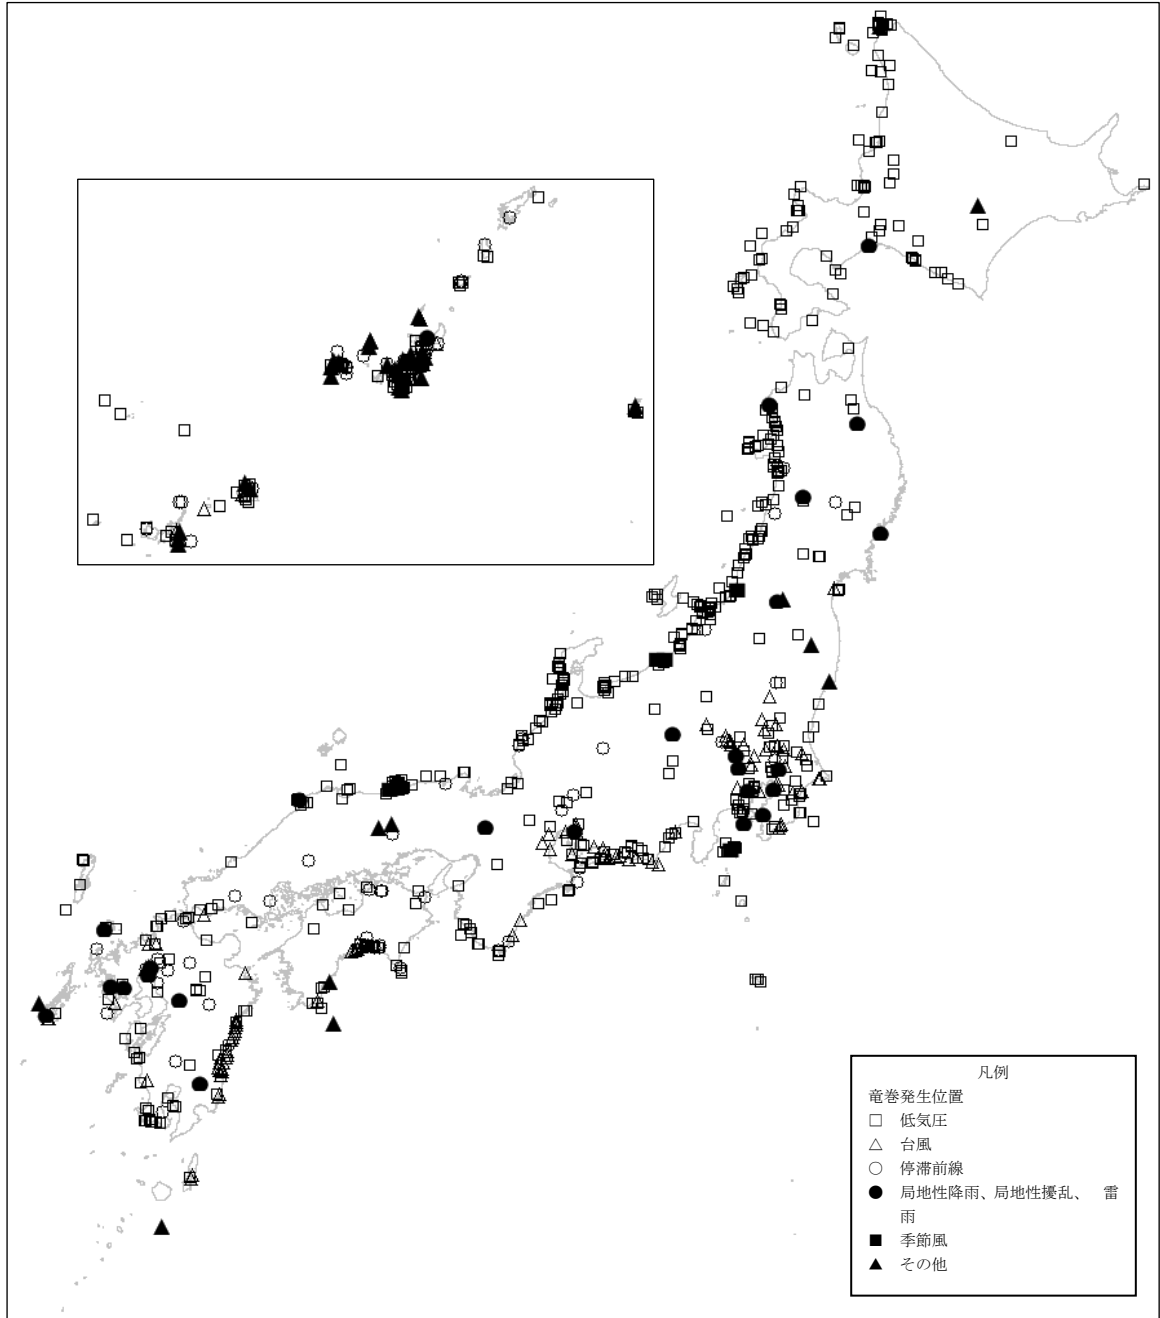 凡例
竜巻発生位置
□ 低気圧
△ 台風
○ 停滞前線
● 局地性降雨、局地性擾乱、 雷
雨
■ 季節風
▲ その他